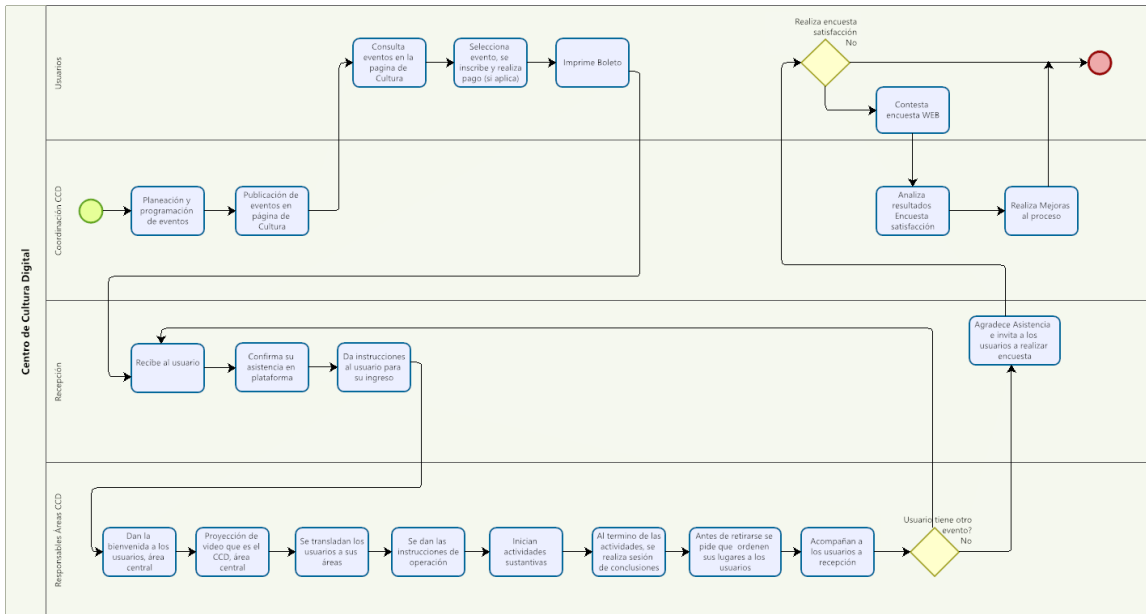 Centro de Cultura Digital
Usuarios
Consulta
eventos en la
pagina de
Cultura
Selecciona
evento, se
inscribe y realiza
pago (si aplica)
Imprime Boleto
Realiza encuesta
satisfacción
No
Contesta
encuesta WEB
Coordinación CCD
Planeación y
programación
de eventos
Publicación de
eventos en
página de
Cultura
Analiza
resultados
Encuesta
satisfacción
Realiza Mejoras
al proceso
Recepción
Recibe al usuario
Confirma su
asistencia en
plataforma
Da instrucciones
al usuario para
su ingreso
Agradece Asistencia
e invita a los
usuarios a realizar
encuesta
Responsables Áreas CCD
Dan la
bienvenida a los
usuarios, área
central
Proyección de
video que es el
CCD, área
central
Se transladan los
usuarios a sus
áreas
Se dan las
instrucciones de
operación
Inician
actividades
sustantivas
Al termino de las
actividades, se
realiza sesión de
conclusiones
Antes de retirarse se
pide que ordenen
sus lugares a los
usuarios
Acompañan a
los usuarios a
recepción
Usuario tiene otro
evento?
No